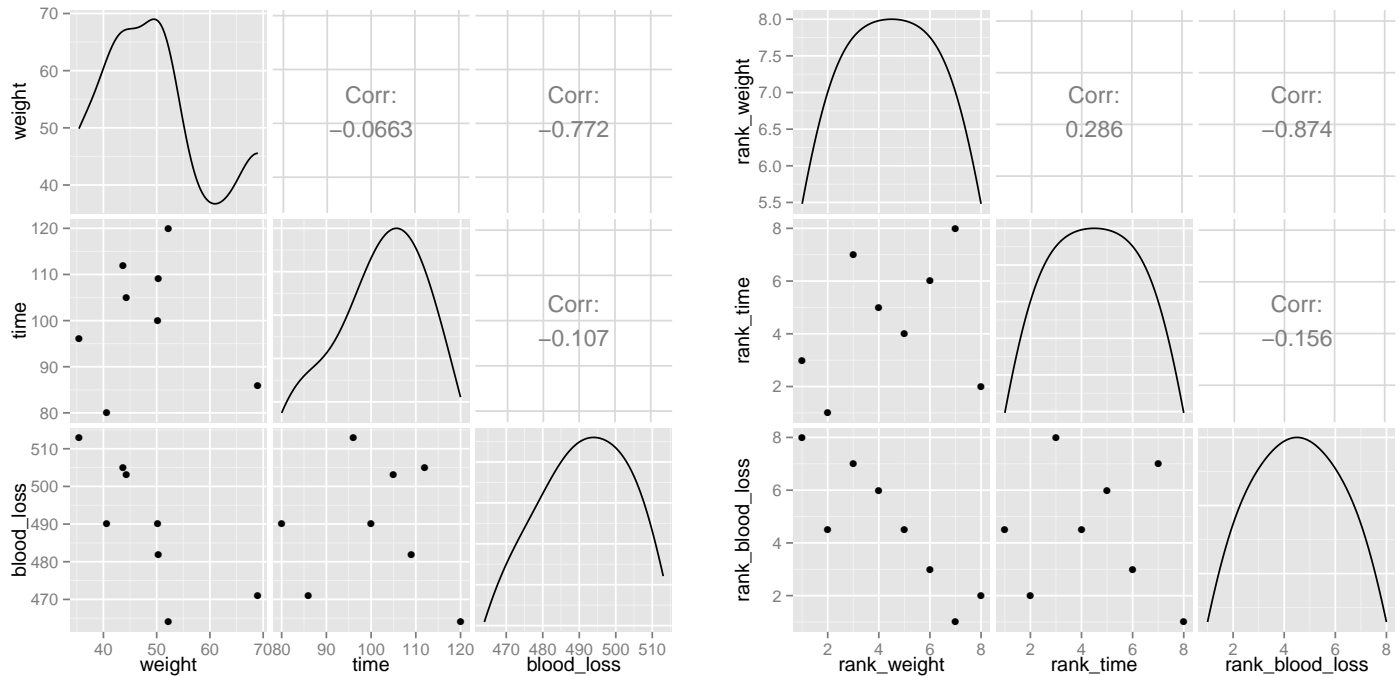 70
60
50
40
weight
Corr:
−0.0663
Corr:
−0.772
120
110
100
90
80
time
Corr:
−0.107
510
500
490
480
470
blood_loss
40 50 60 70
weight
80 90 100 110 120
time
470 480 490 500 510
blood_loss
8.0
7.5
7.0
6.5
6.0
5.5
rank_weight
Corr:
0.286
Corr:
−0.874
8
6
4
2
rank_time
Corr:
−0.156
8
6
4
2
rank_blood_loss
2 4 6 8
rank_weight
2 4 6 8
rank_time
2 4 6 8
rank_blood_loss